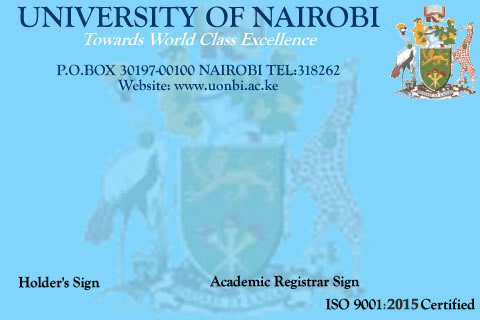 UNIVERSITY OF NAIROBI
Towards World Class Excellence
P.O.BOX 30197-00100 NAIROBI TEL:318262
Website: www.uonbi.ac.ke
Holder's Sign
Academic Registrar Sign
ISO 9001:2015 Certified